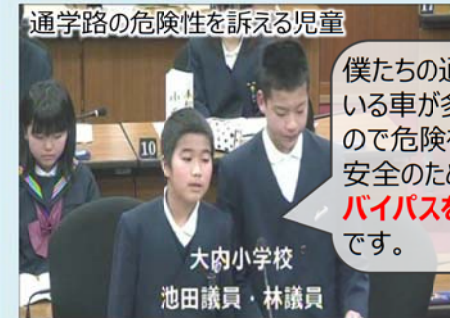 通学路の危険性を訴える児童
僕たちの通
いる車が多
ので危険を
安全のため
バイパスを
です。
10
大内小学校
池田議員・林議員